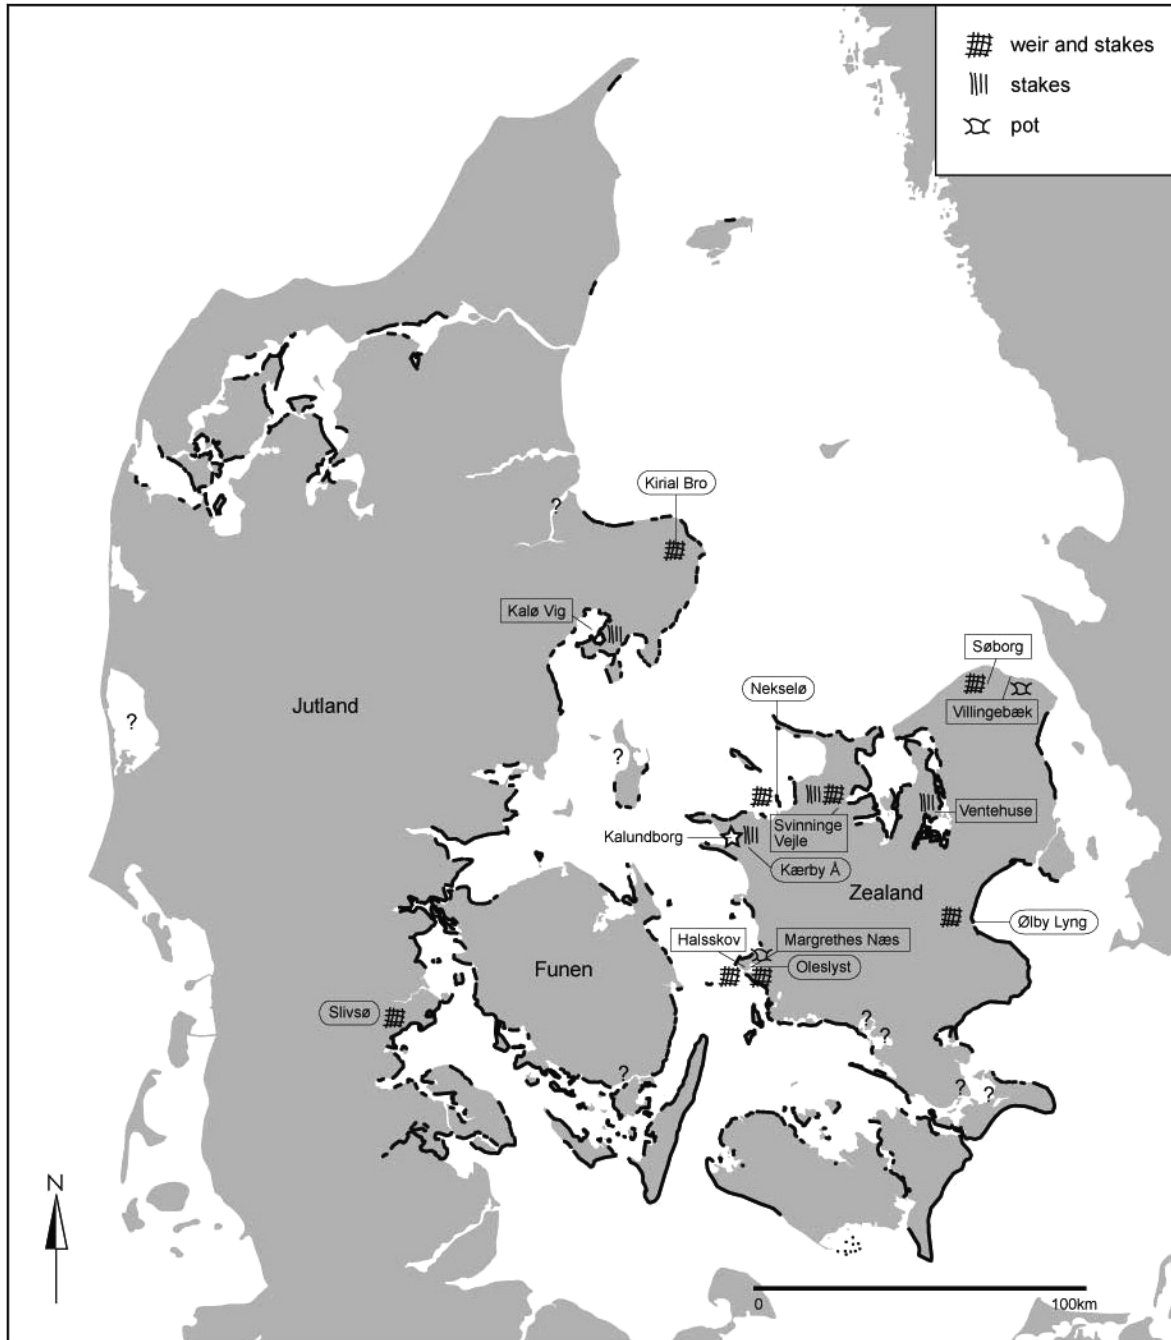 weir and stakes
stakes
pot
Kirial Bro
?
Kalø Vig
Søborg
Nekselø
Villingebæk
Jutland
?
?
Ventehuse
Svinninge
Vejle
Kalundborg
Kærby Å
Zealand
Ølby Lyng
Halsskov
Margrethes Næs
Oleslyst
Funen
Slivsø
?
?
?
?
?
N
0
100km